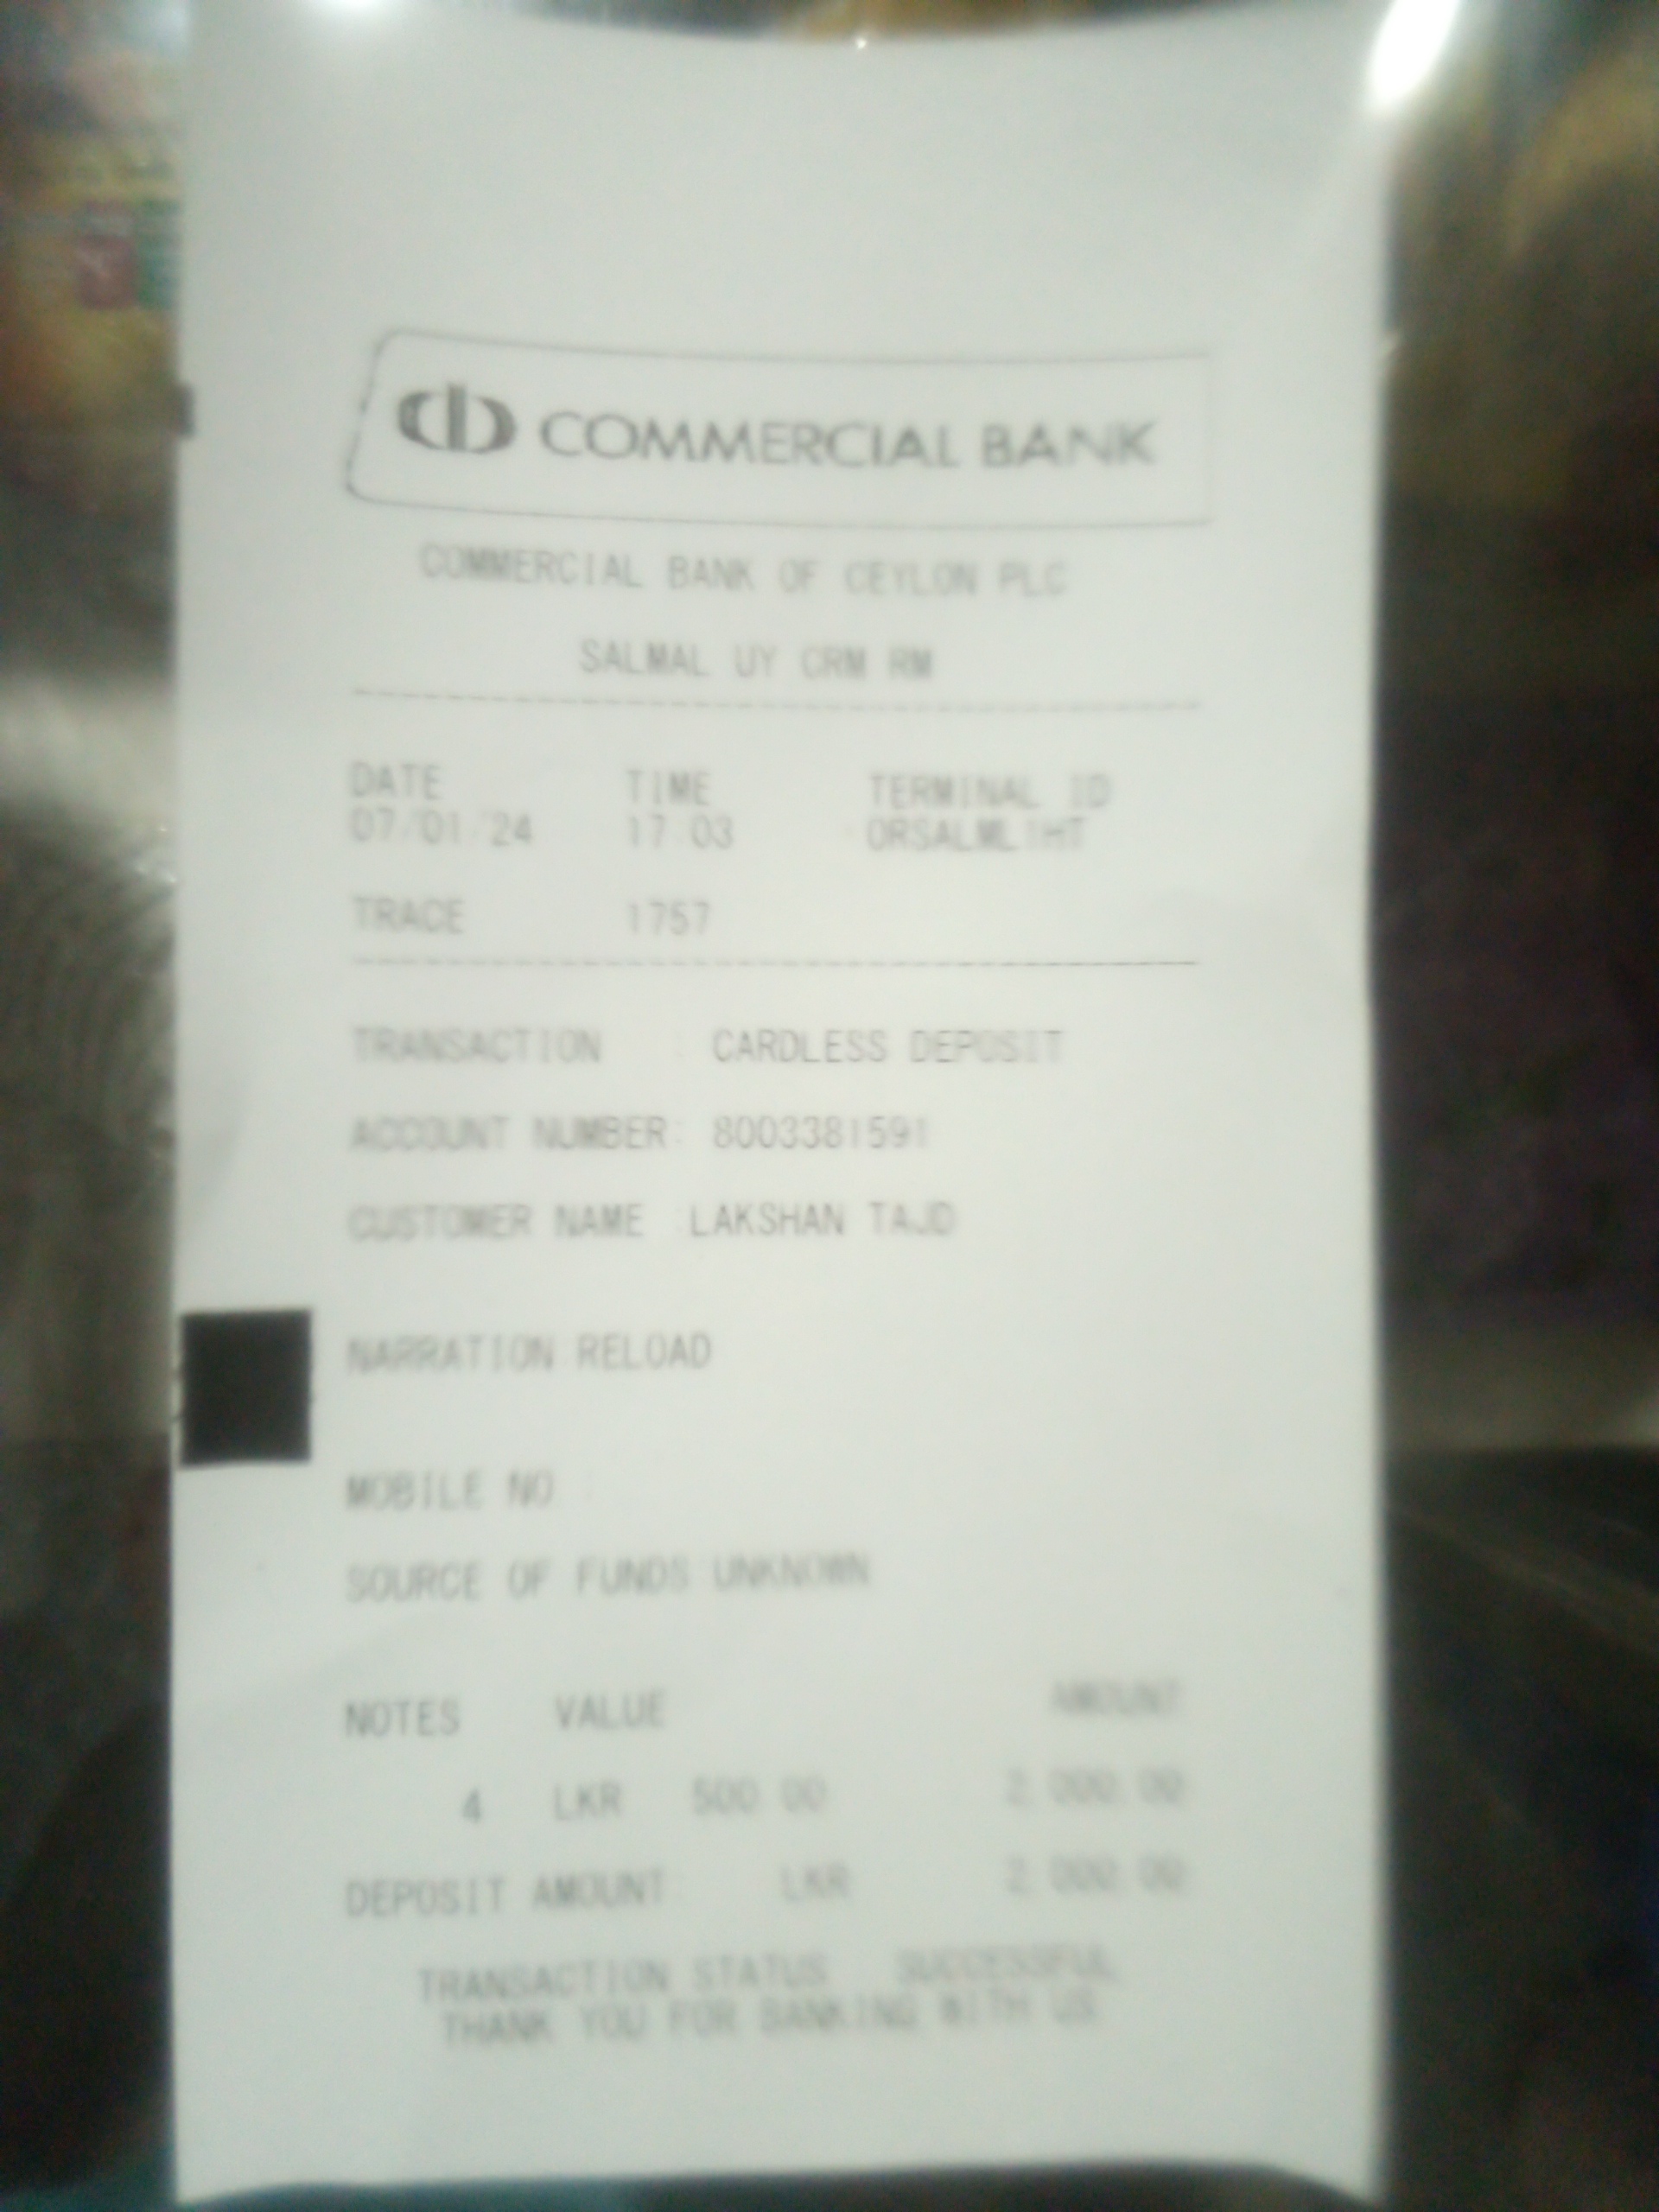 COMMERCIAL BANK
COMMERCIAL BANK OF CEYLON PLC
SALMAL UY CRM RM
DATE TIME TERMINAL ID
07/01/24 17:03 ORSALML1HT
TRACE 1757
TRANSACTION : CARDLESS DEPOSIT
ACCOUNT NUMBER: 8003381591
CUSTOMER NAME :LAKSHAN TAJD
NARRATION:RELOAD
MOBILE NO :
SOURCE OF FUNDS:UNKNOWN
NOTES VALUE AMOUNT
4 LKR 500.00 2,000.00
DEPOSIT AMOUNT: LKR 2,000.00
TRANSACTION STATUS SUCCESSFUL
THANK YOU FOR BANKING WITH US